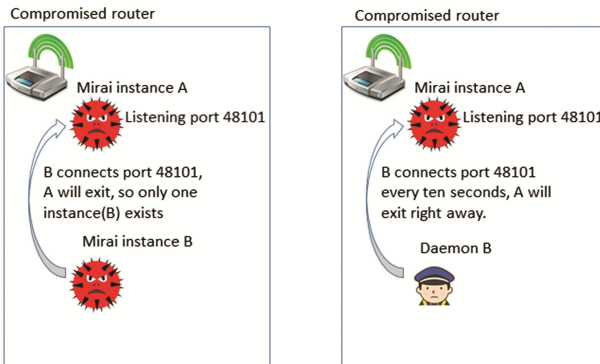 Compromised router
Mirai instance A
Listening port 48101
B connects port 48101,
A will exit, so only one
instance(B) exists
Mirai instance B
Compromised router
Mirai instance A
Listening port 48101
B connects port 48101
every ten seconds, A will
exit right away.
Daemon B